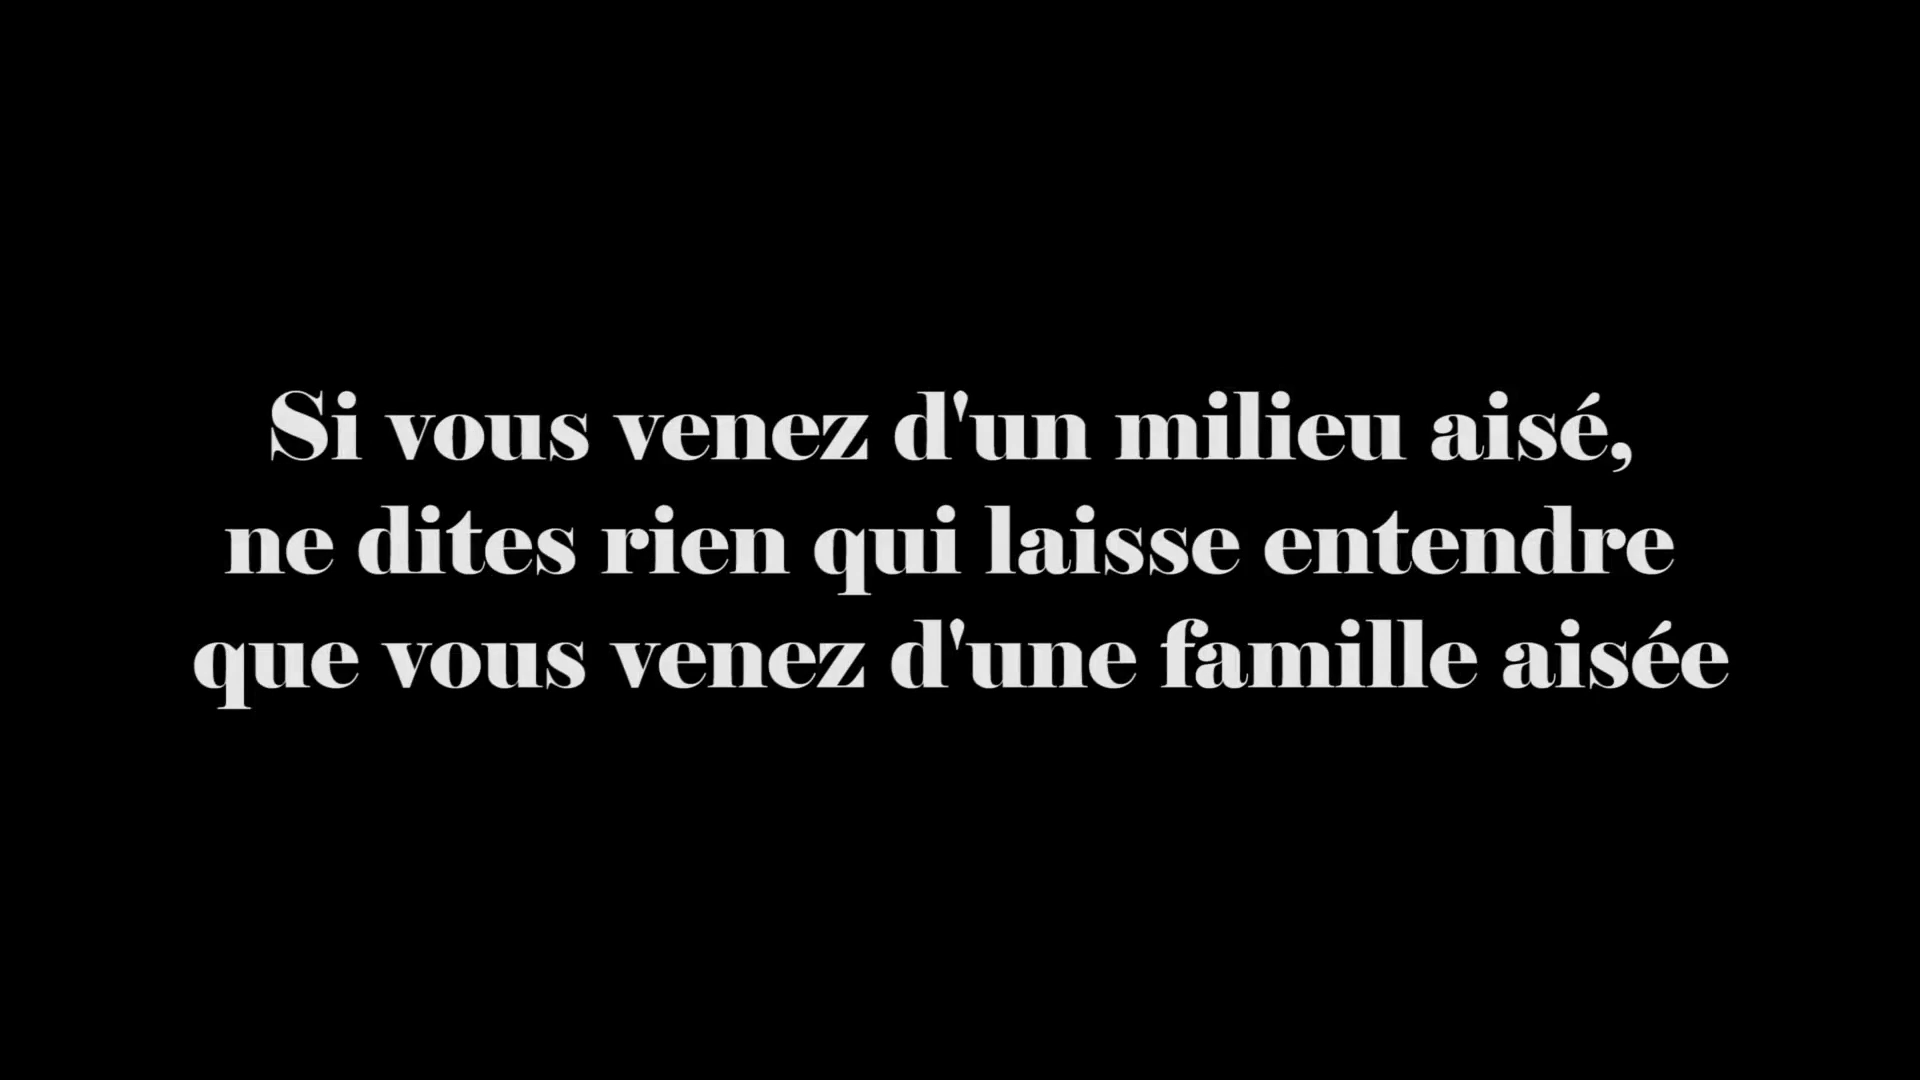 Si vous venez d'un milieu aisé,
ne dites rien qui laisse entendre
que vous venez d'une famille aisée